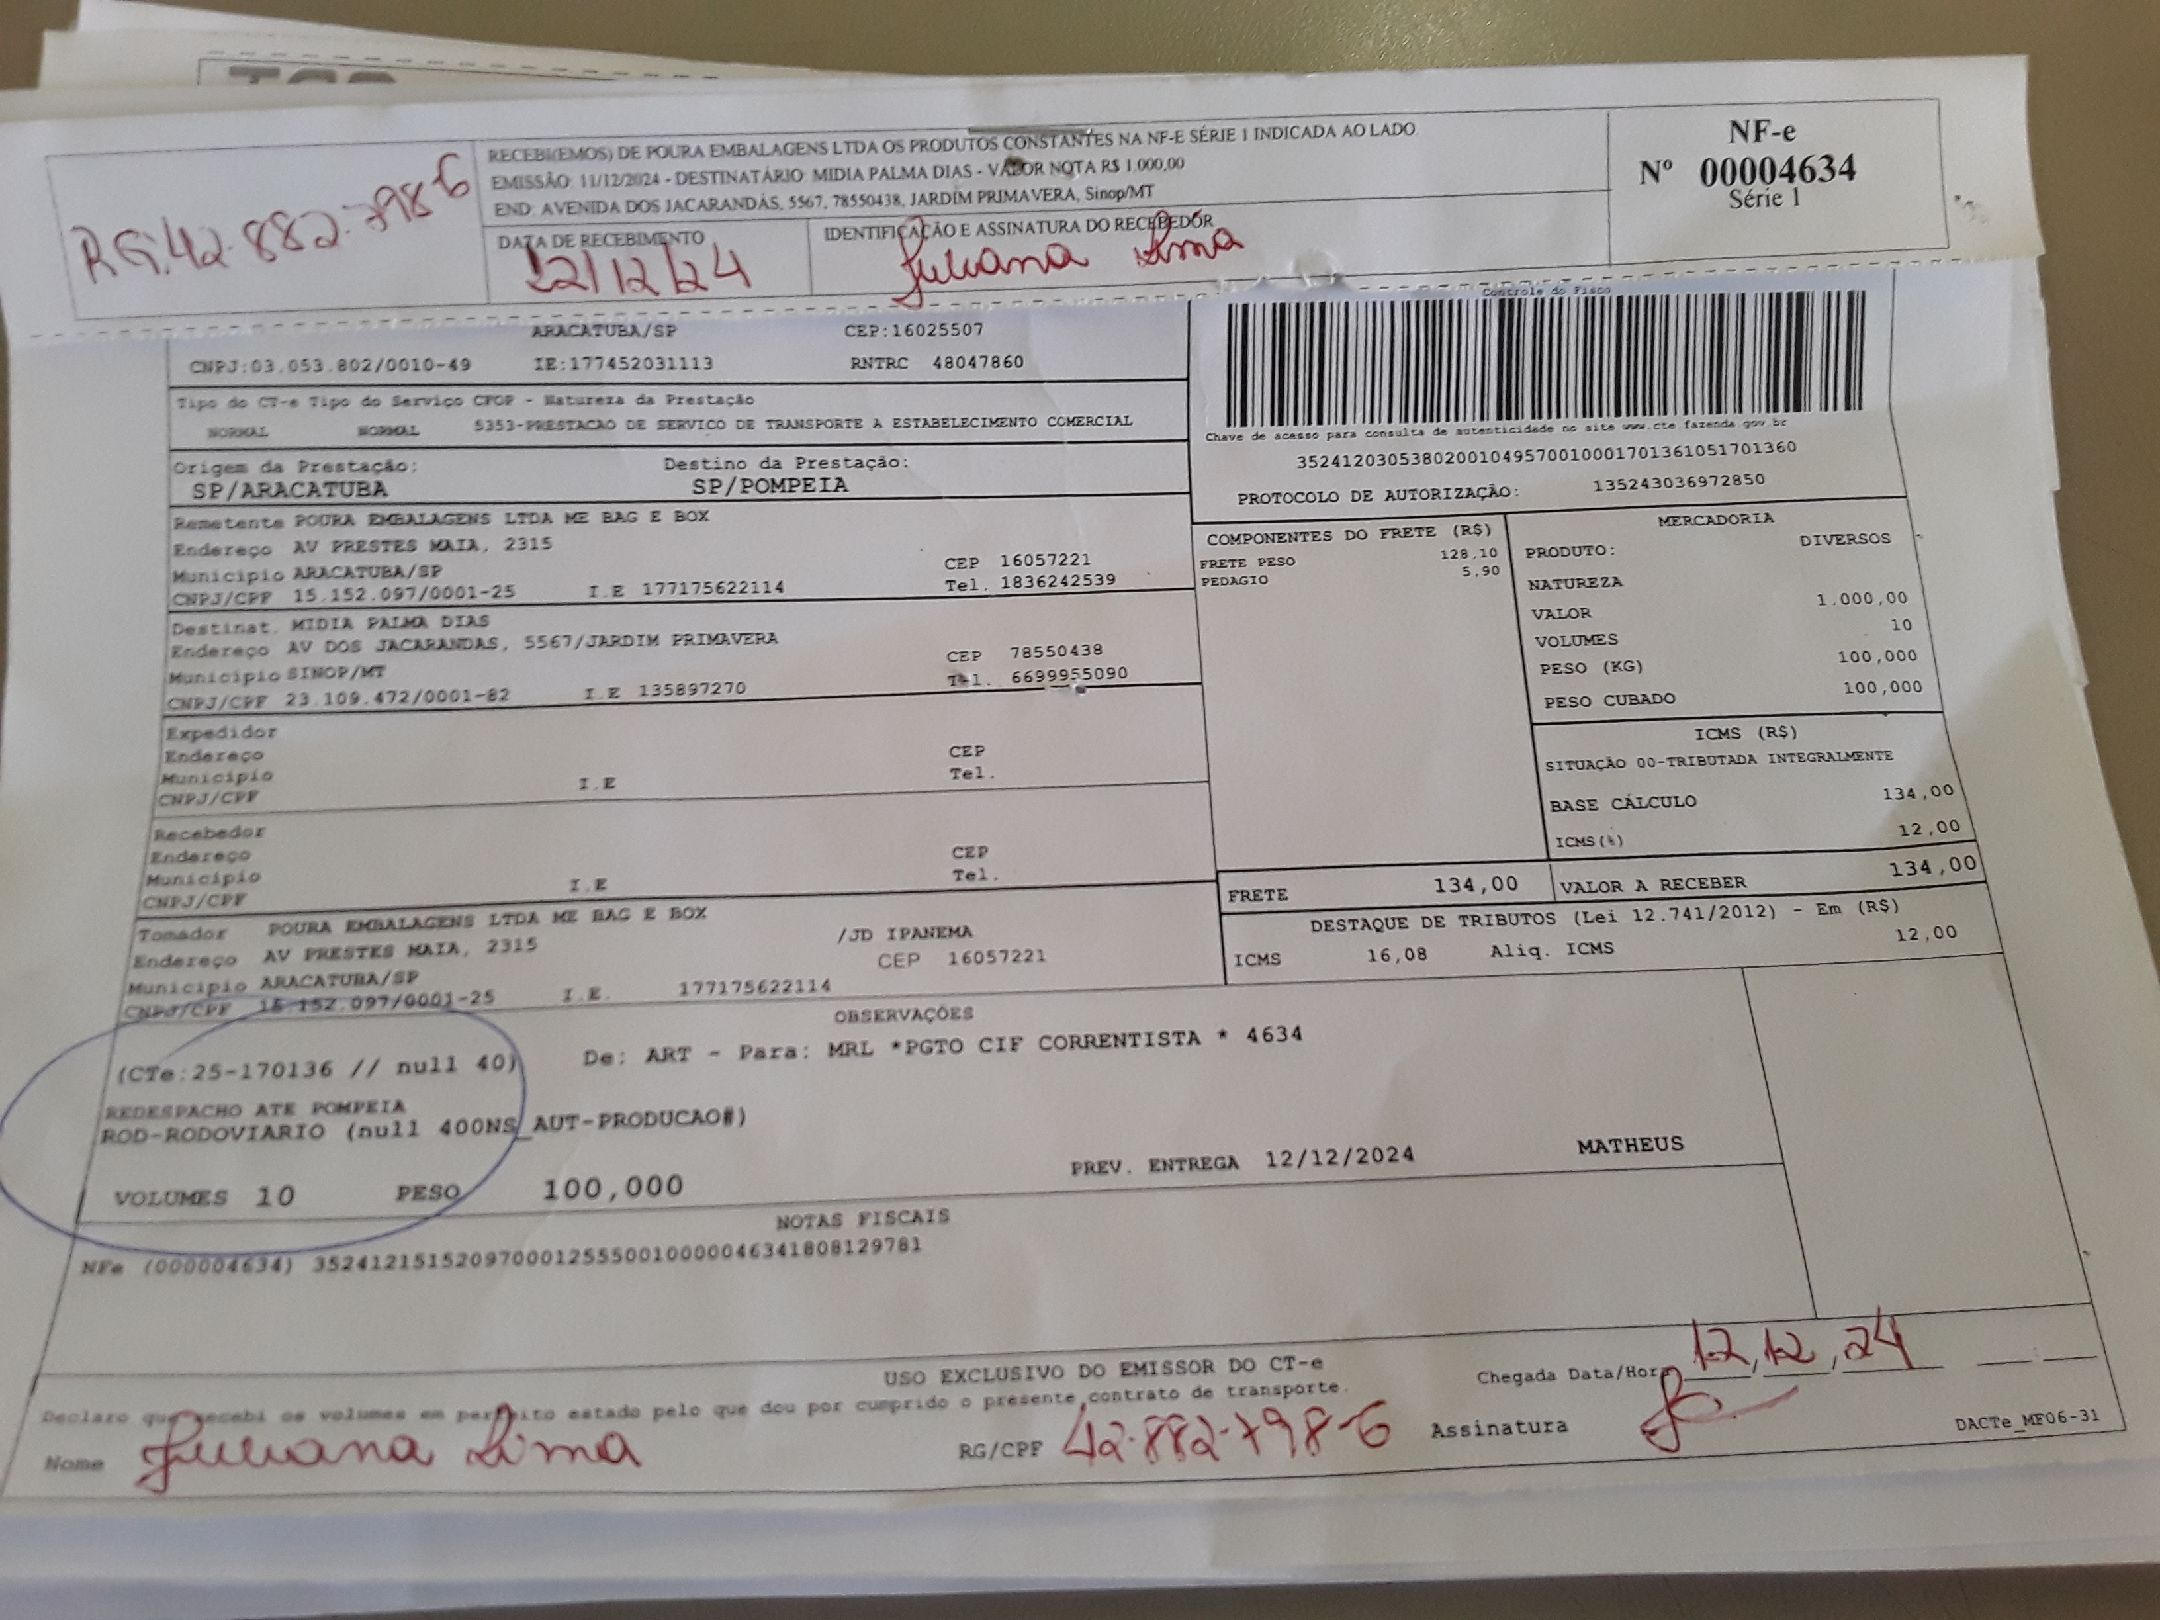 RG:42.882.798-6
RECEBI(EMOS) DE POURA EMBALAGENS LTDA OS PRODUTOS CONSTANTES NA NF-E SÉRIE 1 INDICADA AO LADO
EMISSÃO: 11/12/2024 - DESTINATÁRIO: MIDIA PALMA DIAS - VALOR NOTA R$ 1.000,00
END: AVENIDA DOS JACARANDÁS, 5567, 78550438, JARDIM PRIMAVERA, Sinop/MT
DATA DE RECEBIMENTO
12/12/24
IDENTIFICAÇÃO E ASSINATURA DO RECEBEDOR
Juliana Lima
NF-e
Nº 00004634
Série 1
ARACATUBA/SP CEP:16025507
CNPJ:03.053.802/0010-49 IE:177452031113 RNTRC 48047860
Tipo do CT-e Tipo do Serviço CFOP - Natureza da Prestação
NORMAL NORMAL 5353-PRESTACAO DE SERVICO DE TRANSPORTE A ESTABELECIMENTO COMERCIAL
Origem da Prestação: Destino da Prestação:
SP/ARACATUBA SP/POMPEIA
Controle do Fisco
Chave de acesso para consulta de autenticidade no site www.cte.fazenda.gov.br
35241203053802001049570010001701361051701360
PROTOCOLO DE AUTORIZAÇÃO: 135243036972850
Remetente POURA EMBALAGENS LTDA ME BAG E BOX
Endereço AV PRESTES MAIA, 2315
Município ARACATUBA/SP CEP 16057221
CNPJ/CPF 15.152.097/0001-25 I.E 177175622114 Tel. 1836242539
Destinat. MIDIA PALMA DIAS
Endereço AV DOS JACARANDAS, 5567/JARDIM PRIMAVERA
Município SINOP/MT CEP 78550438
CNPJ/CPF 23.109.472/0001-82 I.E 135897270 Tel. 6699955090
Expedidor
Endereço CEP
Município Tel.
CNPJ/CPF I.E
Recebedor
Endereço CEP
Município Tel.
CNPJ/CPF I.E
Tomador POURA EMBALAGENS LTDA ME BAG E BOX
Endereço AV PRESTES MAIA, 2315 /JD IPANEMA
Município ARACATUBA/SP CEP 16057221
CNPJ/CPF 15.152.097/0001-25 I.E. 177175622114
COMPONENTES DO FRETE (R$)
FRETE PESO 128,10
PEDAGIO 5,90
MERCADORIA
PRODUTO: DIVERSOS
NATUREZA
VALOR 1.000,00
VOLUMES 10
PESO (KG) 100,000
PESO CUBADO 100,000
ICMS (R$)
SITUAÇÃO 00-TRIBUTADA INTEGRALMENTE
BASE CÁLCULO 134,00
ICMS(%) 12,00
FRETE 134,00 VALOR A RECEBER 134,00
DESTAQUE DE TRIBUTOS (Lei 12.741/2012) - Em (R$)
ICMS 16,08 Aliq. ICMS 12,00
OBSERVAÇÕES
(CTe:25-170136 // null 40) De: ART - Para: MRL *PGTO CIF CORRENTISTA * 4634
REDESPACHO ATE POMPEIA
ROD-RODOVIARIO (null 400NS_AUT-PRODUCAO#)
PREV. ENTREGA 12/12/2024 MATHEUS
VOLUMES 10 PESO 100,000
NOTAS FISCAIS
NFe (000004634) 35241215152097000125550010000046341808129781
USO EXCLUSIVO DO EMISSOR DO CT-e
Declaro que recebi os volumes em perfeito estado pelo que dou por cumprido o presente contrato de transporte.
Chegada Data/Hora 12,12,24
Nome Juliana Lima RG/CPF 42.882.798-6 Assinatura
DACTe_MF06-31